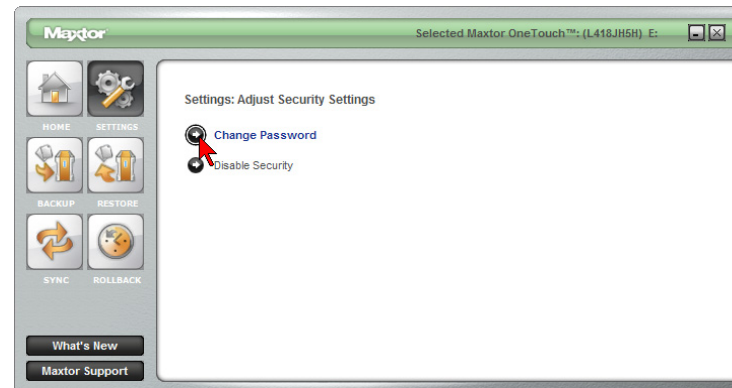 Maxtor
Selected Maxtor OneTouch™: (L418JH5H) E:
HOME SETTINGS
BACKUP RESTORE
SYNC ROLLBACK
What's New
Maxtor Support
Settings: Adjust Security Settings
Change Password
Disable Security